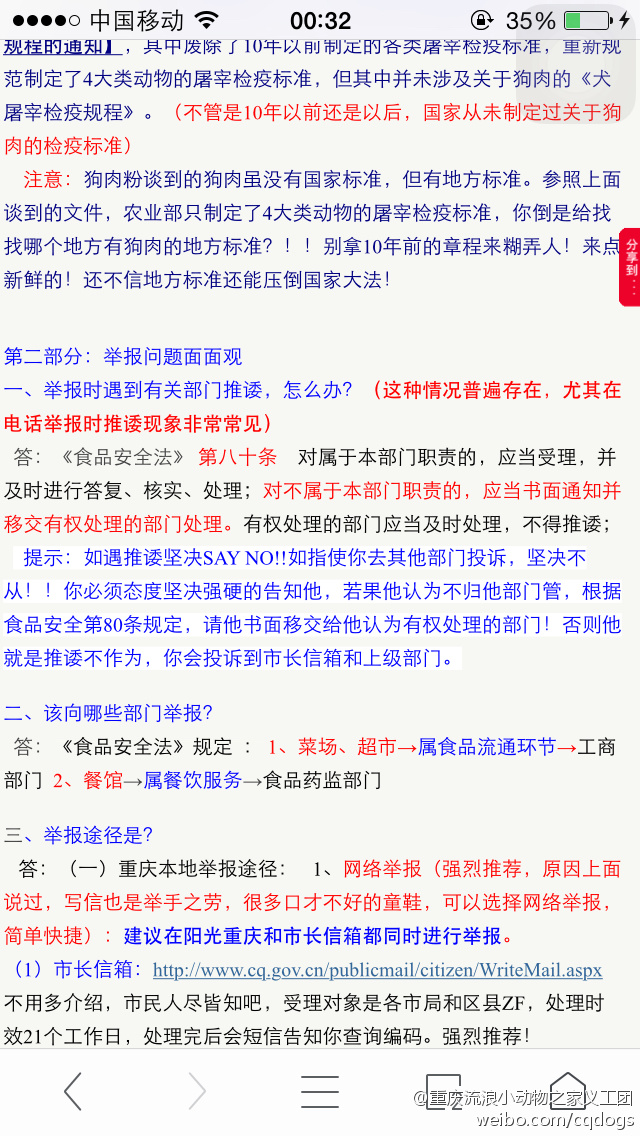 中国移动 00:32 35%
规程的通知】，其中废除了10年以前制定的各类屠宰检疫标准，重新规
范制定了4大类动物的屠宰检疫标准，但其中并未涉及关于狗肉的《犬
屠宰检疫规程》。（不管是10年以前还是以后，国家从未制定过关于狗
肉的检疫标准）
注意：狗肉粉谈到的狗肉虽没有国家标准，但有地方标准。参照上面
谈到的文件，农业部只制定了4大类动物的屠宰检疫标准，你倒是给找
找哪个地方有狗肉的地方标准？！！别拿10年前的章程来糊弄人！来点
新鲜的！还不信地方标准还能压倒国家大法！
分享到：...
第二部分：举报问题面面观
一、举报时遇到有关部门推诿，怎么办？（这种情况普遍存在，尤其在
电话举报时推诿现象非常常见）
答：《食品安全法》 第八十条 对属于本部门职责的，应当受理，并
及时进行答复、核实、处理；对不属于本部门职责的，应当书面通知并
移交有权处理的部门处理。有权处理的部门应当及时处理，不得推诿；
提示：如遇推诿坚决SAY NO!!如指使你去其他部门投诉，坚决不
从！！你必须态度坚决强硬的告知他，若果他认为不归他部门管，根据
食品安全第80条规定，请他书面移交给他认为有权处理的部门！否则他
就是推诿不作为，你会投诉到市长信箱和上级部门。
二、该向哪些部门举报？
答：《食品安全法》规定 ：1、菜场、超市→属食品流通环节→工商
部门 2、餐馆→属餐饮服务→食品药监部门
三、举报途径是？
答：（一）重庆本地举报途径： 1、网络举报（强烈推荐，原因上面
说过，写信也是举手之劳，很多口才不好的童鞋，可以选择网络举报，
简单快捷）：建议在阳光重庆和市长信箱都同时进行举报。
（1）市长信箱：http://www.cq.gov.cn/publicmail/citizen/WriteMail.aspx
不用多介绍，市民人尽皆知吧，受理对象是各市局和区县ZF，处理时
效21个工作日，处理完后会短信告知你查询编码。强烈推荐！
2
@重庆流浪小动物之家义工团
weibo.com/cqdogs